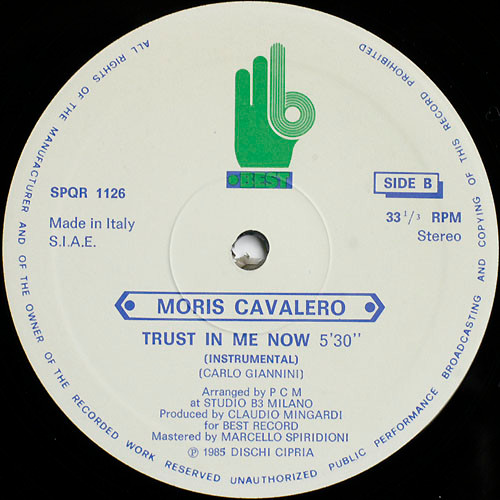 ALL RIGHTS OF THE MANUFACTURER AND OF THE OWNER OF THE RECORDED WORK RESERVED UNAUTHORIZED PUBLIC PERFORMANCE BROADCASTING AND COPYING OF THIS RECORD PROHIBITED
BEST
SPQR 1126
SIDE B
Made in Italy
S.I.A.E.
33 1/3 RPM
Stereo
MORIS CAVALERO
TRUST IN ME NOW 5'30''
(INSTRUMENTAL)
(CARLO GIANNINI)
Arranged by P C M
at STUDIO B3 MILANO
Produced by CLAUDIO MINGARDI
for BEST RECORD
Mastered by MARCELLO SPIRIDIONI
℗ 1985 DISCHI CIPRIA